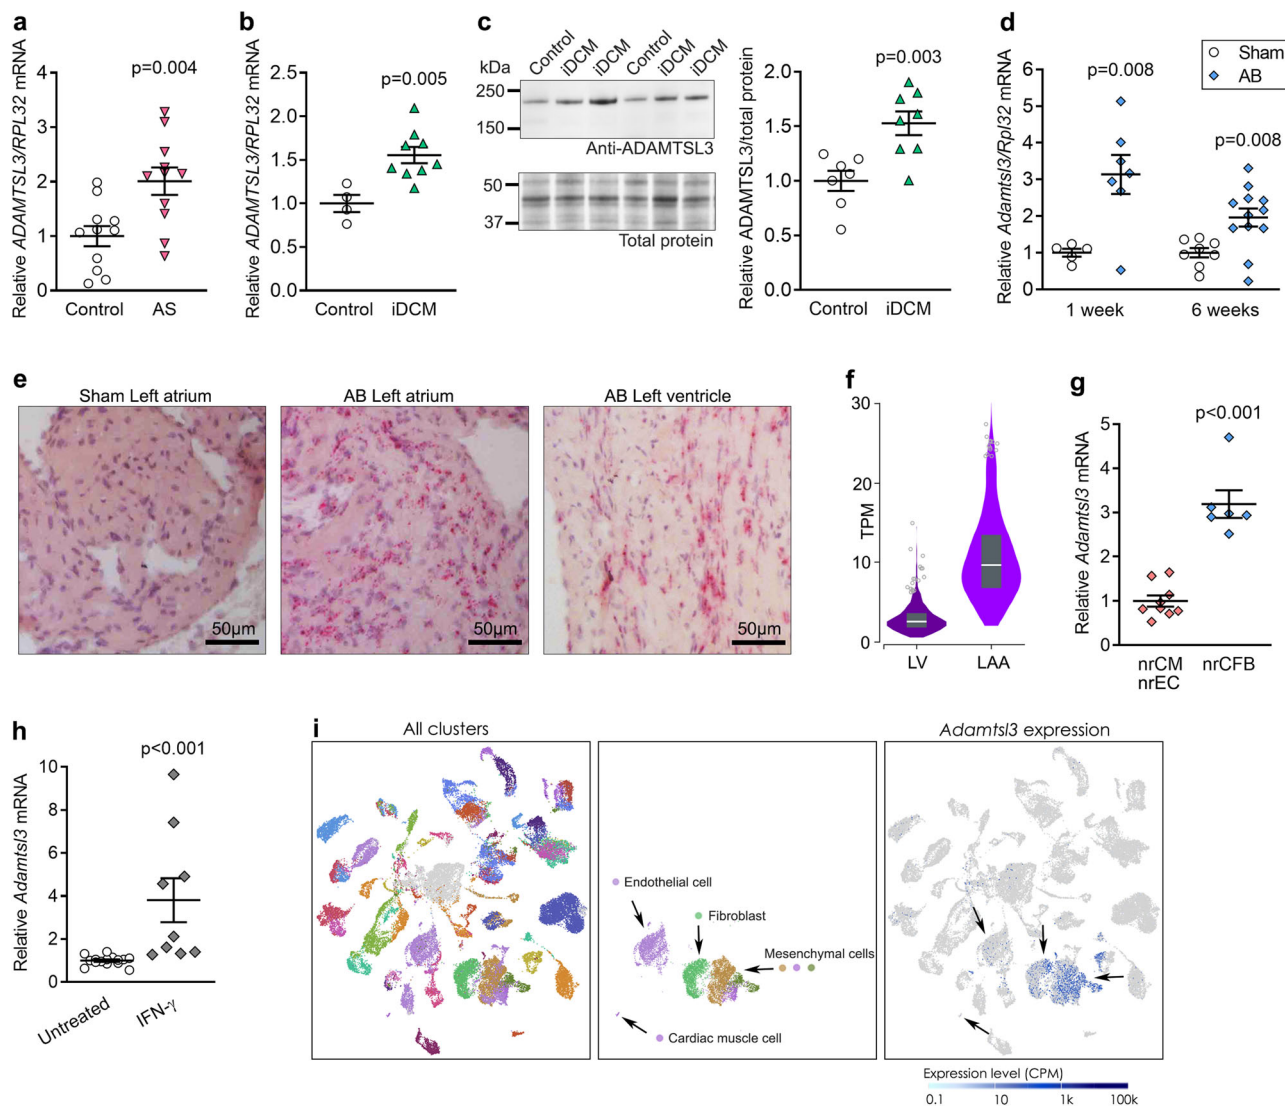 a
Relative ADAMTSL3/RPL32 mRNA
4
3
2
1
0
p=0.004
Control
AS
b
Relative ADAMTSL3/RPL32 mRNA
2.5
2.0
1.5
1.0
0.5
0.0
p=0.005
Control
iDCM
c
kDa
Control
iDCM
iDCM
Control
iDCM
iDCM
250
150
Anti-ADAMTSL3
50
37
Total protein
Relative ADAMTSL3/total protein
2.0
1.5
1.0
0.5
0.0
p=0.003
Control
iDCM
d
Relative Adamtsl3/Rpl32 mRNA
6
5
4
3
2
1
0
p=0.008
p=0.008
Sham
AB
1 week
6 weeks
e
Sham Left atrium
AB Left atrium
AB Left ventricle
50μm
50μm
50μm
f
TPM
30
20
10
0
LV
LAA
g
Relative Adamtsl3 mRNA
5
4
3
2
1
0
p<0.001
nrCM
nrEC
nrCFB
h
Relative Adamtsl3 mRNA
10
8
6
4
2
0
p<0.001
Untreated
IFN-γ
i
All clusters
Adamtsl3 expression
Endothelial cell
Fibroblast
Mesenchymal cells
Cardiac muscle cell
Expression level (CPM)
0.1
10
1k
100k